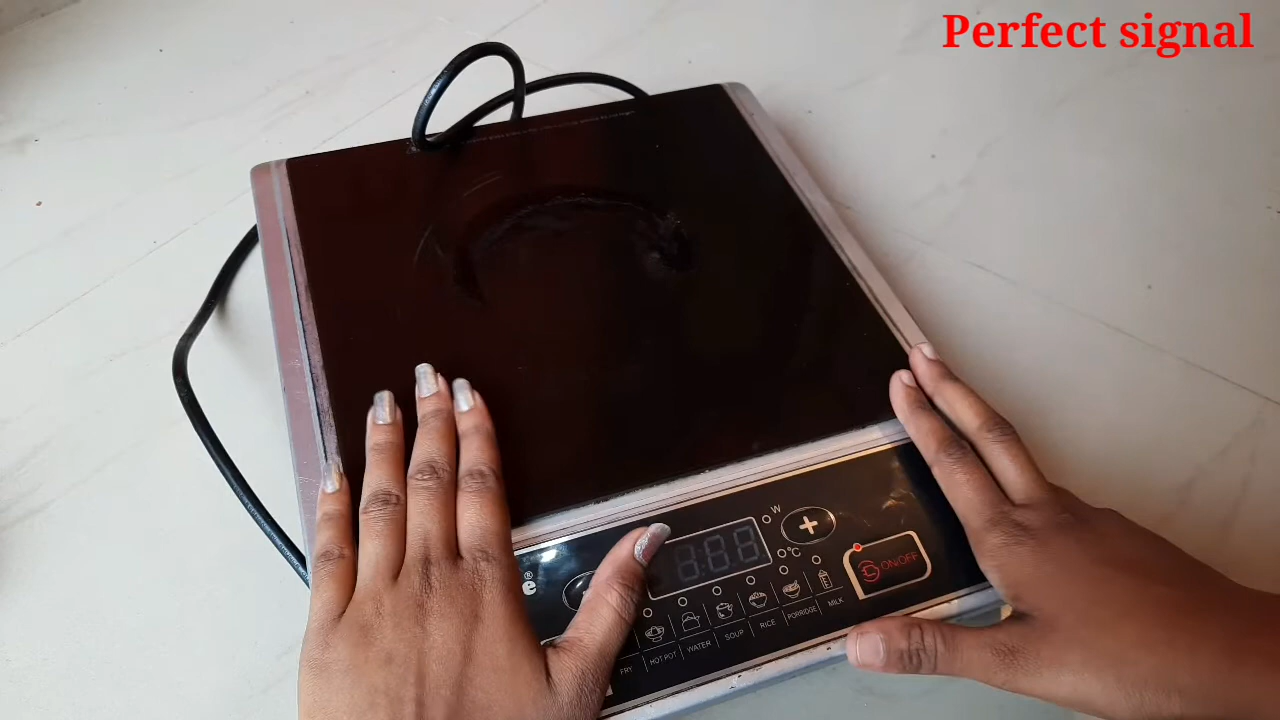 Perfect signal
e®
W
+
°C
ON/OFF
FRY
HOT POT
WATER
SOUP
RICE
PORRIDGE
MILK